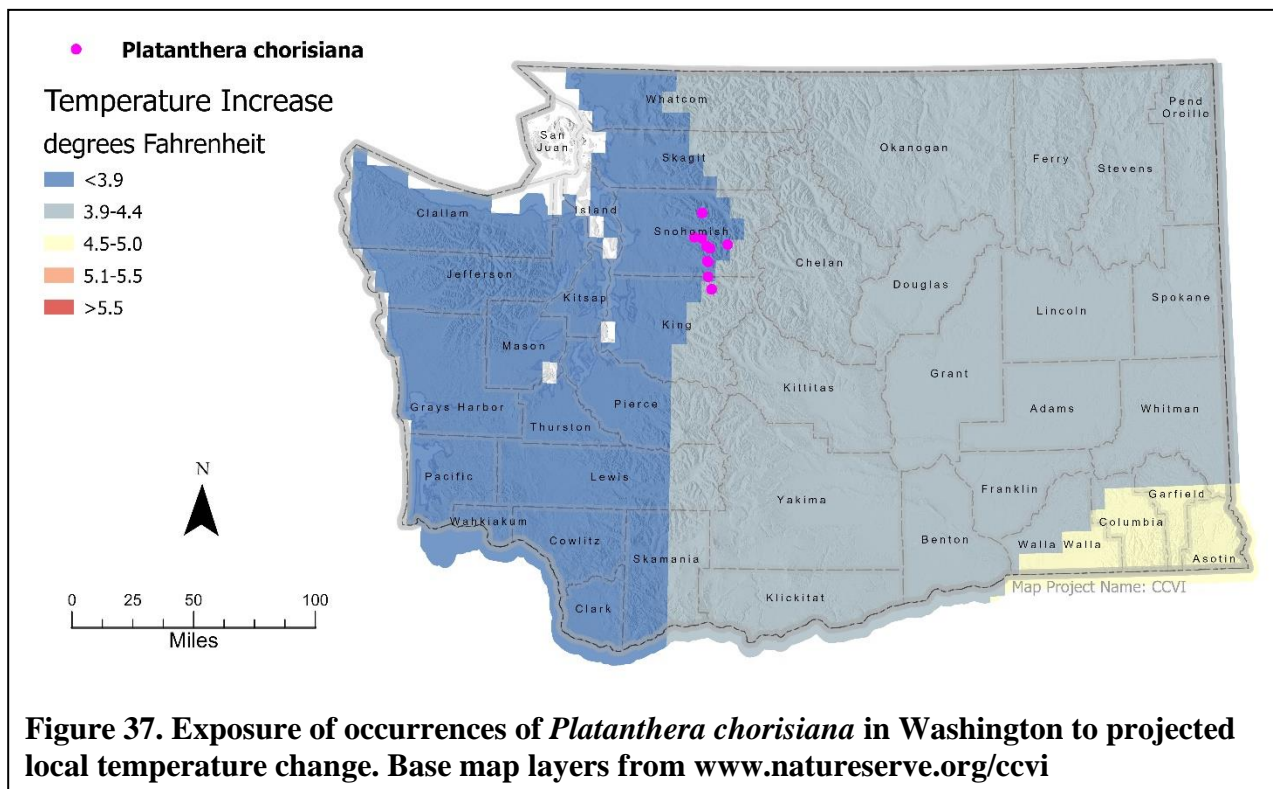 Platanthera chorisiana
Temperature Increase
degrees Fahrenheit
<3.9
3.9-4.4
4.5-5.0
5.1-5.5
>5.5
Whatcom
Pend
Oreille
San
Juan
Skagit
Okanogan
Ferry
Stevens
Island
Clallam
Snohomish
Jefferson
Chelan
Douglas
Kitsap
Spokane
Lincoln
King
Mason
Grant
Kittitas
Pierce
Grays Harbor
Adams
Whitman
Thurston
Pacific
Lewis
Franklin
Garfield
Yakima
Columbia
Wahkiakum
Cowlitz
Benton
Walla Walla
Skamania
Asotin
Map Project Name: CCVI
Klickitat
Clark
N
0 25 50 100
Miles
Figure 37. Exposure of occurrences of Platanthera chorisiana in Washington to projected
local temperature change. Base map layers from www.natureserve.org/ccvi